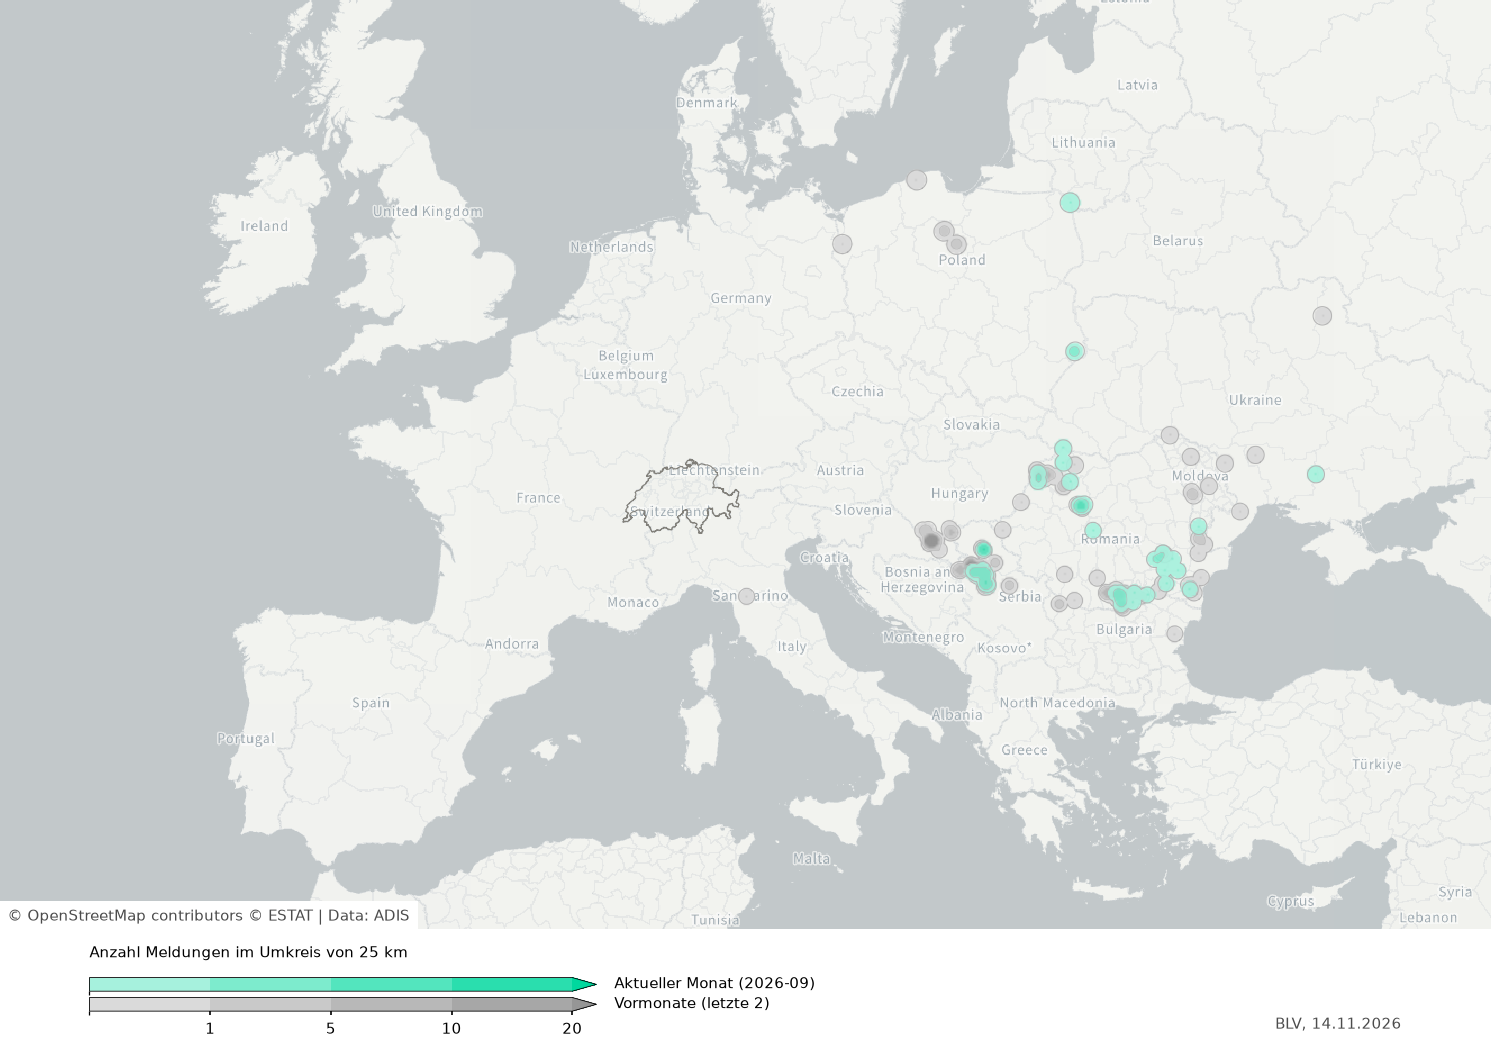 Estonia
Latvia
Denmark
Lithuania
Ireland
United Kingdom
Netherlands
Belarus
Poland
Germany
Belgium
Luxembourg
Czechia
Ukraine
Slovakia
Liechtenstein
Austria
Moldova
France
Hungary
Switzerland
Slovenia
Romania
Croatia
Bosnia an
Herzegovina
Monaco
San Marino
Serbia
Andorra
Montenegro
Bulgaria
Italy
Kosovo*
Spain
North Macedonia
Albania
Portugal
Greece
Türkiye
Malta
Cyprus
Syria
Tunisia
Lebanon
© OpenStreetMap contributors © ESTAT | Data: ADIS
Anzahl Meldungen im Umkreis von 25 km
Aktueller Monat (2026-09)
Vormonate (letzte 2)
1 5 10 20
BLV, 14.11.2026